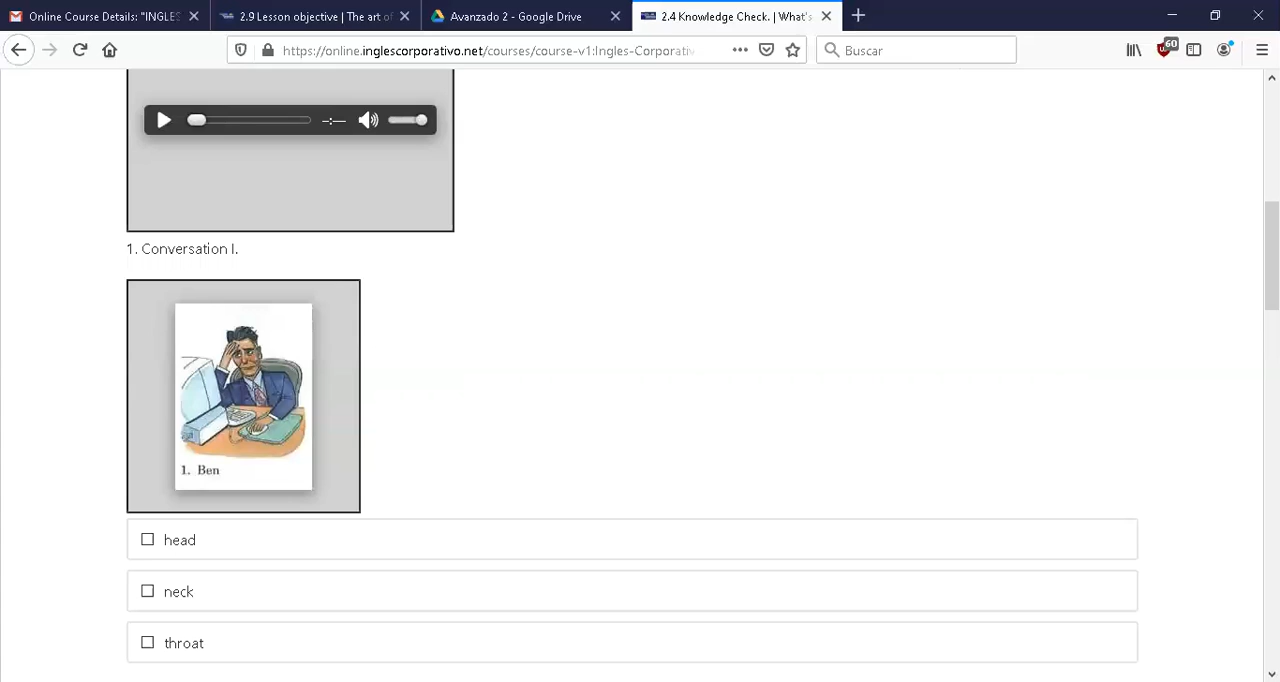 Online Course Details: "INGLES
2.9 Lesson objective | The art of
Avanzado 2 - Google Drive
2.4 Knowledge Check. | What's
https://online.inglescorporativo.net/courses/course-v1:Ingles-Corporativ
Buscar
60
-:--
1. Conversation I.
1. Ben
head
neck
throat